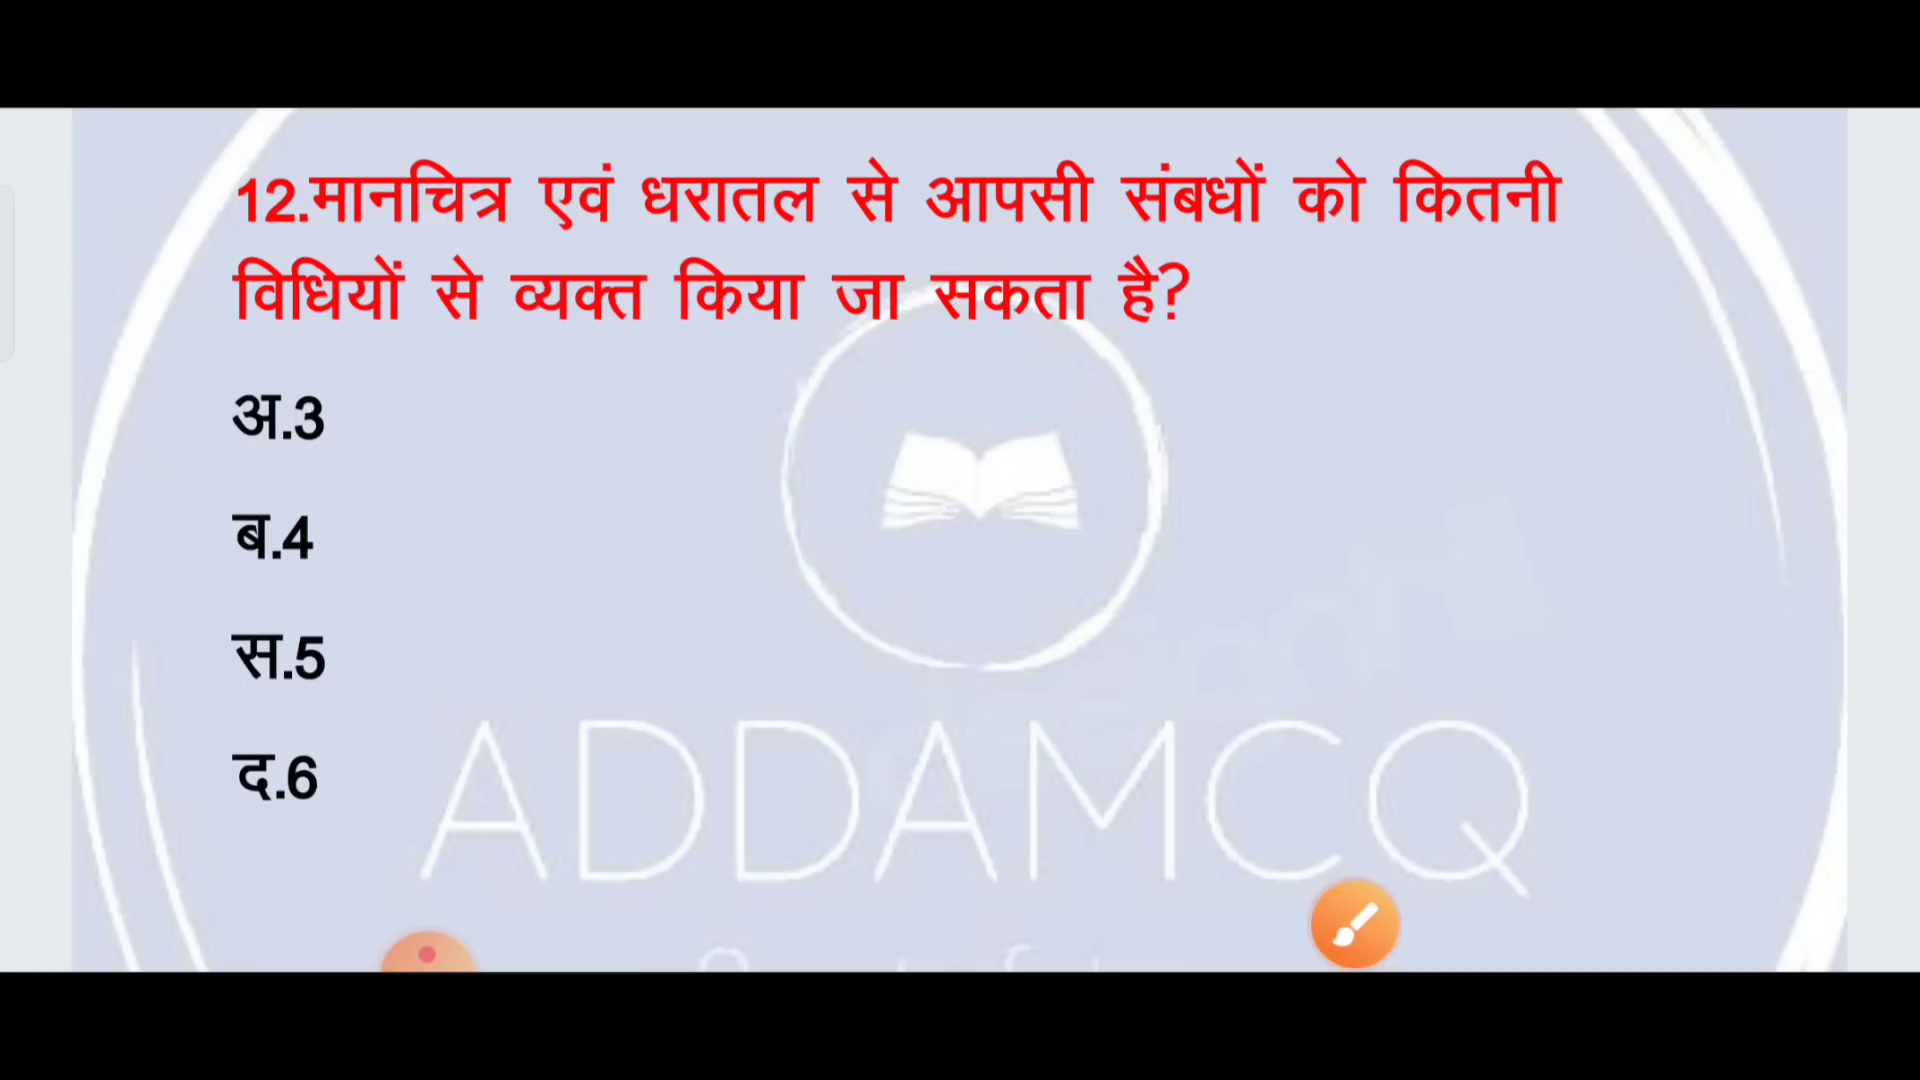 12.मानचित्र एवं धरातल से आपसी संबधों को कितनी
विधियों से व्यक्त किया जा सकता है?
अ.3
ब.4
स.5
द.6
ADDAMCQ